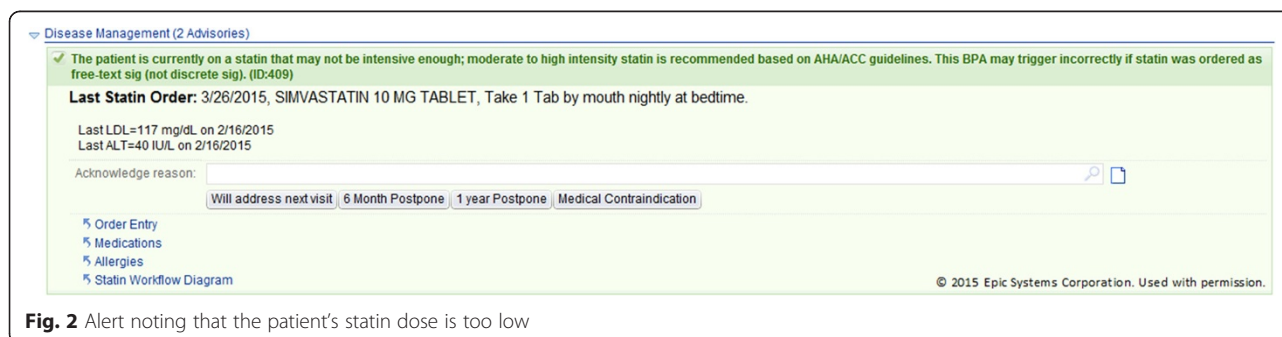 Disease Management (2 Advisories)
The patient is currently on a statin that may not be intensive enough; moderate to high intensity statin is recommended based on AHA/ACC guidelines. This BPA may trigger incorrectly if statin was ordered as
free-text sig (not discrete sig). (ID:409)
Last Statin Order: 3/26/2015, SIMVASTATIN 10 MG TABLET, Take 1 Tab by mouth nightly at bedtime.
Last LDL=117 mg/dL on 2/16/2015
Last ALT=40 IU/L on 2/16/2015
Acknowledge reason:
Will address next visit 6 Month Postpone 1 year Postpone Medical Contraindication
Order Entry
Medications
Allergies
Statin Workflow Diagram
© 2015 Epic Systems Corporation. Used with permission.
Fig. 2 Alert noting that the patient's statin dose is too low